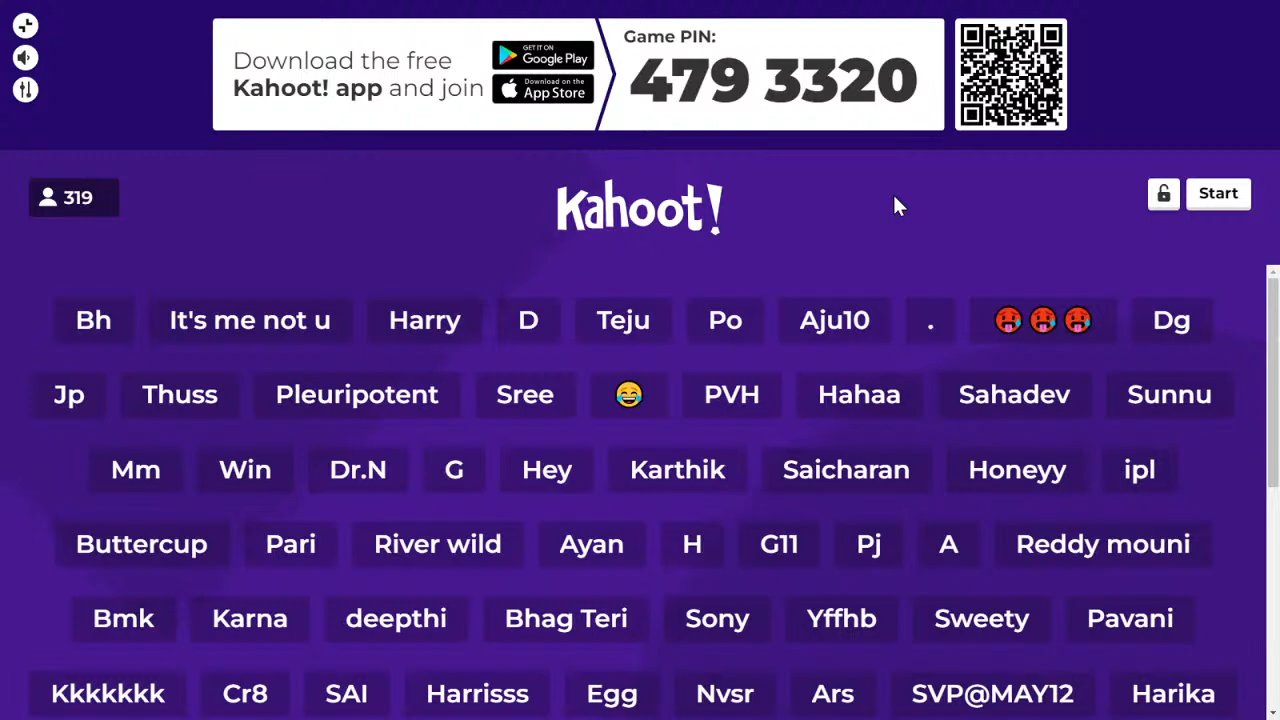 Download the free
Kahoot! app and join
GET IT ON
Google Play
Download on the
App Store
Game PIN:
479 3320
319
Kahoot!
Start
Bh It's me not u Harry D Teju Po Aju10 . 🥵🥵🥵 Dg
Jp Thuss Pleuripotent Sree 😂 PVH Hahaa Sahadev Sunnu
Mm Win Dr.N G Hey Karthik Saicharan Honeyy ipl
Buttercup Pari River wild Ayan H G11 Pj A Reddy mouni
Bmk Karna deepthi Bhag Teri Sony Yffhb Sweety Pavani
Kkkkkkk Cr8 SAI Harrisss Egg Nvsr Ars SVP@MAY12 Harika